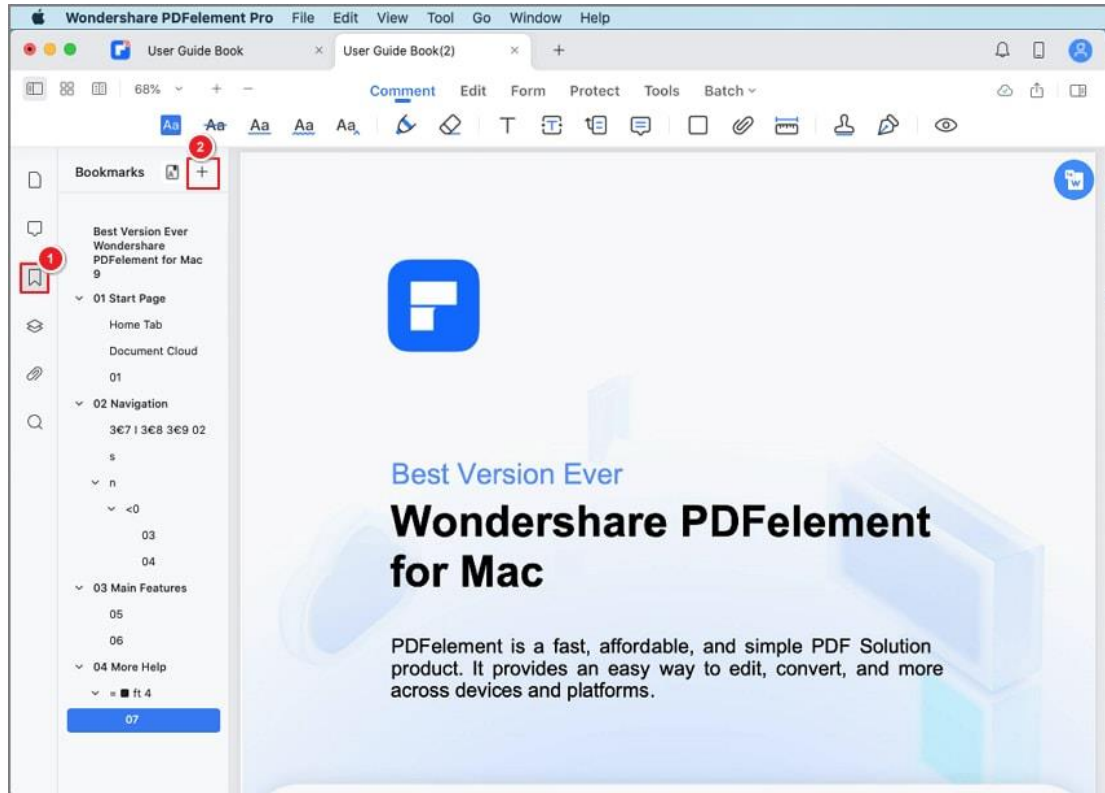 Wondershare PDFelement Pro File Edit View Tool Go Window Help
User Guide Book × User Guide Book(2) × +
68% + −
Comment Edit Form Protect Tools Batch
Aa Aa Aa Aa Aa T T
2
Bookmarks +
Best Version Ever
Wondershare
PDFelement for Mac
9
1
01 Start Page
Home Tab
Document Cloud
01
02 Navigation
3€7 I 3€8 3€9 02
s
n
<0
03
04
03 Main Features
05
06
04 More Help
= ■ ft 4
07
W
Best Version Ever
Wondershare PDFelement
for Mac
PDFelement is a fast, affordable, and simple PDF Solution
product. It provides an easy way to edit, convert, and more
across devices and platforms.